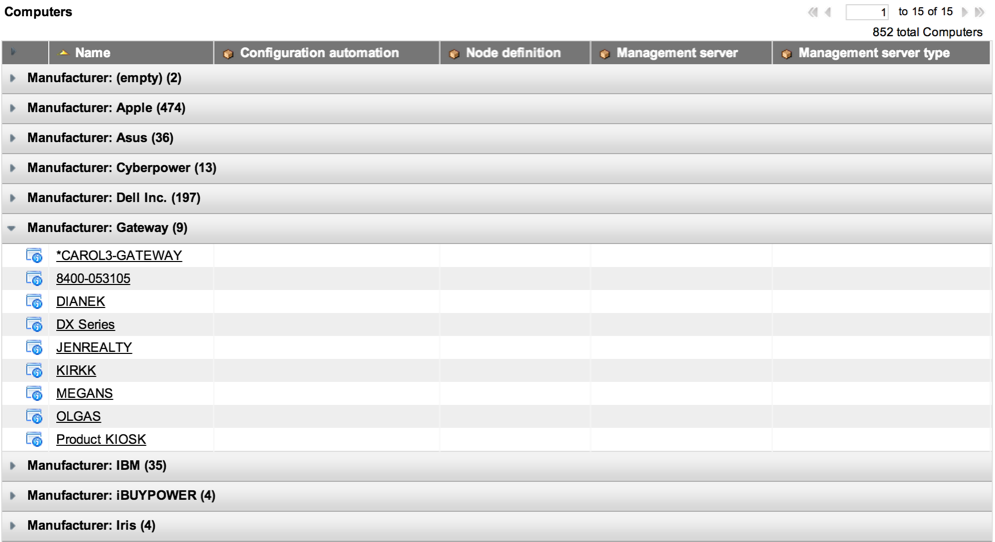 Computers
1 to 15 of 15
852 total Computers
Name Configuration automation Node definition Management server Management server type
Manufacturer: (empty) (2)
Manufacturer: Apple (474)
Manufacturer: Asus (36)
Manufacturer: Cyberpower (13)
Manufacturer: Dell Inc. (197)
Manufacturer: Gateway (9)
*CAROL3-GATEWAY
8400-053105
DIANEK
DX Series
JENREALTY
KIRKK
MEGANS
OLGAS
Product KIOSK
Manufacturer: IBM (35)
Manufacturer: iBUYPOWER (4)
Manufacturer: Iris (4)